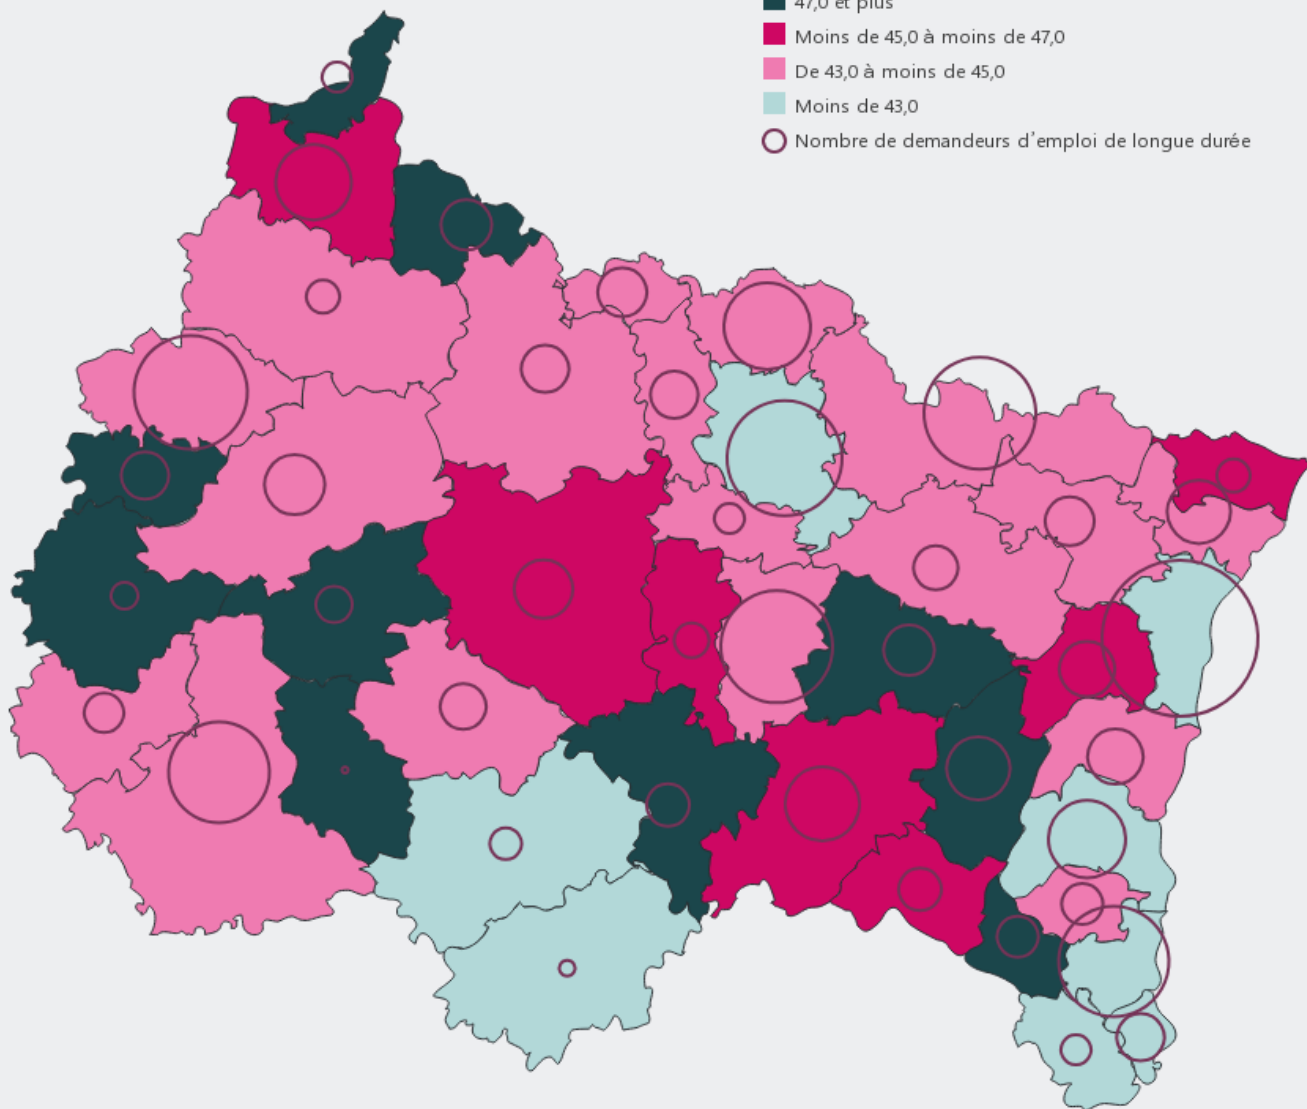 47,0 et plus
Moins de 45,0 à moins de 47,0
De 43,0 à moins de 45,0
Moins de 43,0
Nombre de demandeurs d'emploi de longue durée